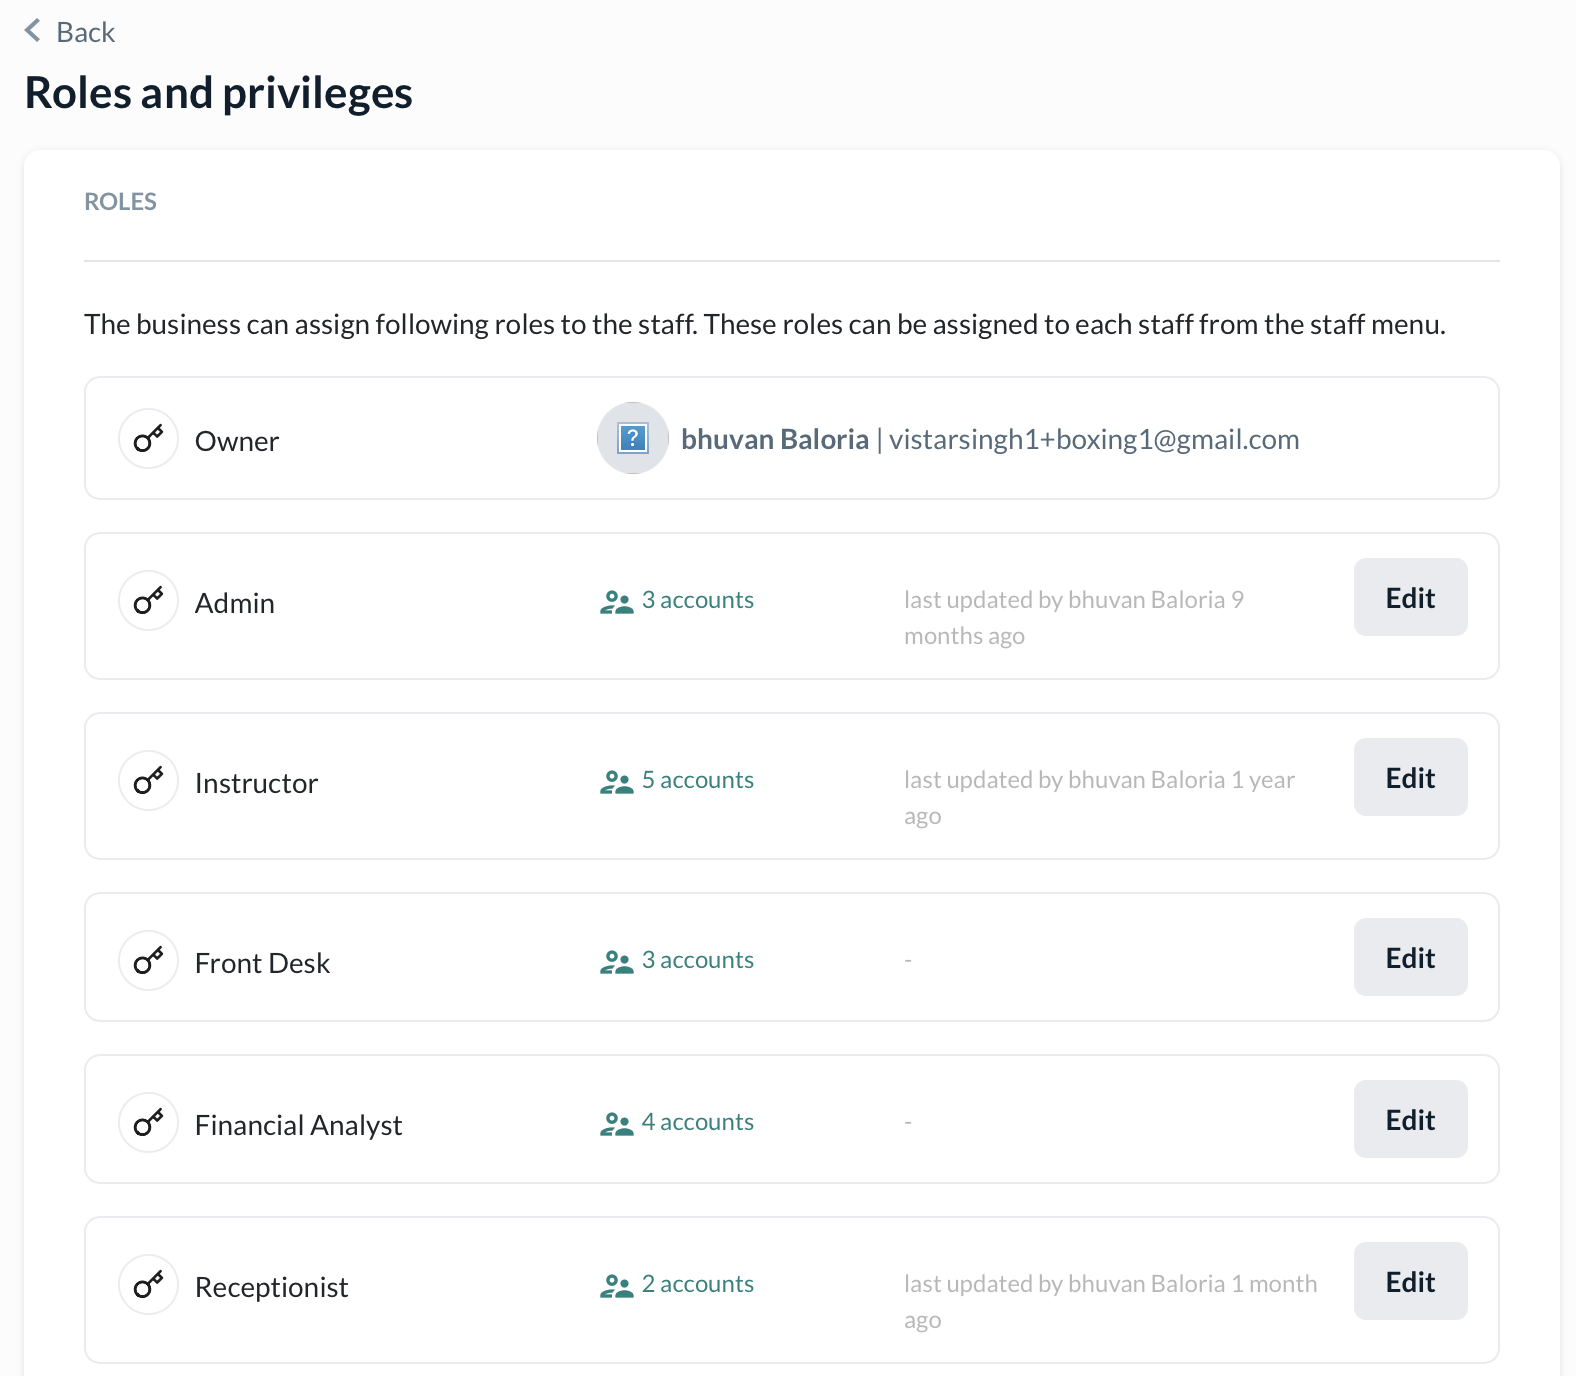 Back
Roles and privileges
ROLES
The business can assign following roles to the staff. These roles can be assigned to each staff from the staff menu.
Owner
? bhuvan Baloria | vistarsingh1+boxing1@gmail.com
Admin
3 accounts
last updated by bhuvan Baloria 9
months ago
Edit
Instructor
5 accounts
last updated by bhuvan Baloria 1 year
ago
Edit
Front Desk
3 accounts
-
Edit
Financial Analyst
4 accounts
-
Edit
Receptionist
2 accounts
last updated by bhuvan Baloria 1 month
ago
Edit